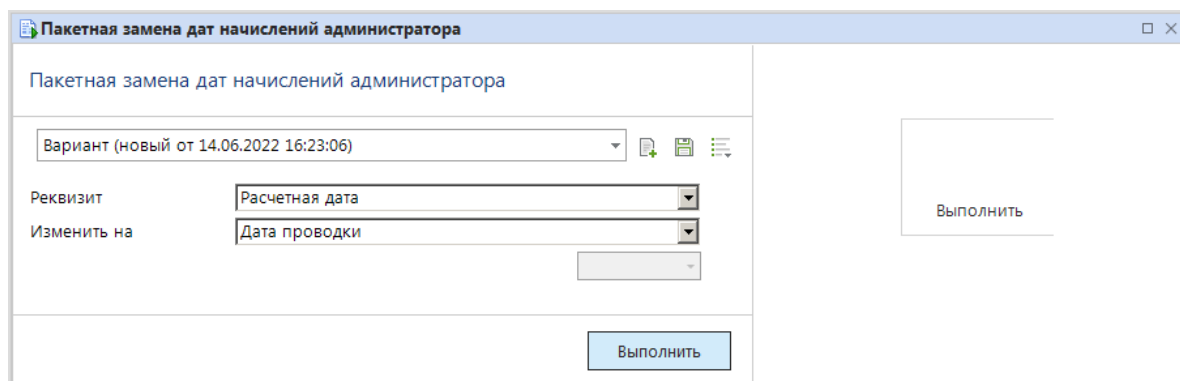 Пакетная замена дат начислений администратора
Пакетная замена дат начислений администратора
Вариант (новый от 14.06.2022 16:23:06)
Реквизит Расчетная дата
Изменить на Дата проводки
Выполнить
Выполнить